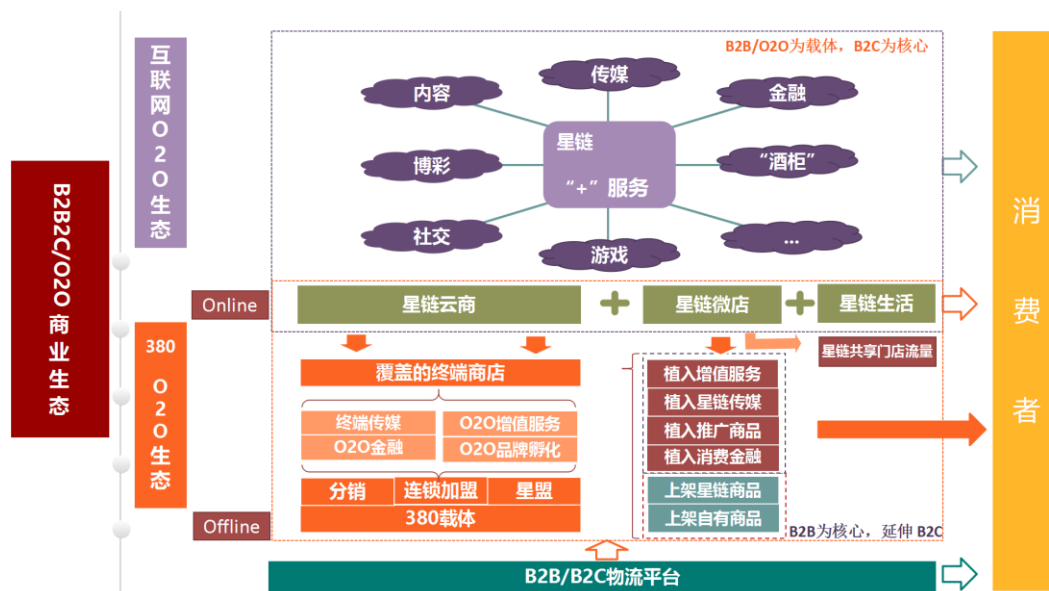 B2B2C/O2O商业生态
互联网O2O生态
380 O2O生态
Online
Offline
B2B/O2O为载体，B2C为核心
内容
传媒
金融
博彩
星链
“+”服务
“酒柜”
社交
游戏
...
星链云商
星链微店
星链生活
星链共享门店流量
覆盖的终端商店
终端传媒
O2O增值服务
O2O金融
O2O品牌孵化
分销
连锁加盟
星盟
380载体
植入增值服务
植入星链传媒
植入推广商品
植入消费金融
上架星链商品
上架自有商品
B2B为核心，延伸 B2C
B2B/B2C物流平台
消费者